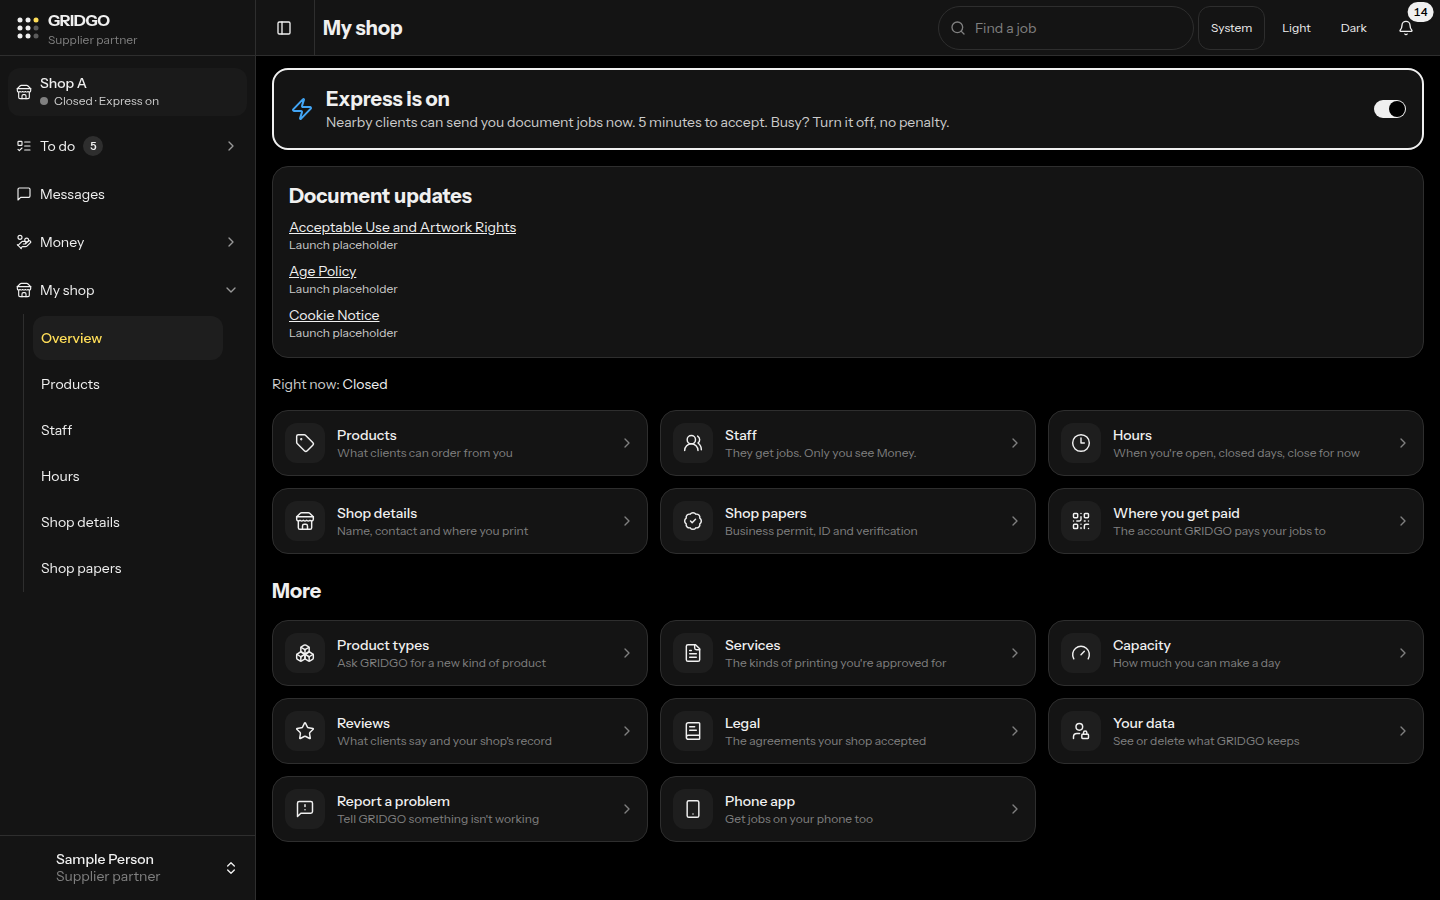 GRIDGO
Supplier partner
My shop
Find a job
System
Light
Dark
14
Shop A
Closed · Express on
To do
5
Messages
Money
My shop
Overview
Products
Staff
Hours
Shop details
Shop papers
Sample Person
Supplier partner
Express is on
Nearby clients can send you document jobs now. 5 minutes to accept. Busy? Turn it off, no penalty.
Document updates
Acceptable Use and Artwork Rights
Launch placeholder
Age Policy
Launch placeholder
Cookie Notice
Launch placeholder
Right now: Closed
Products
What clients can order from you
Staff
They get jobs. Only you see Money.
Hours
When you're open, closed days, close for now
Shop details
Name, contact and where you print
Shop papers
Business permit, ID and verification
Where you get paid
The account GRIDGO pays your jobs to
More
Product types
Ask GRIDGO for a new kind of product
Services
The kinds of printing you're approved for
Capacity
How much you can make a day
Reviews
What clients say and your shop's record
Legal
The agreements your shop accepted
Your data
See or delete what GRIDGO keeps
Report a problem
Tell GRIDGO something isn't working
Phone app
Get jobs on your phone too